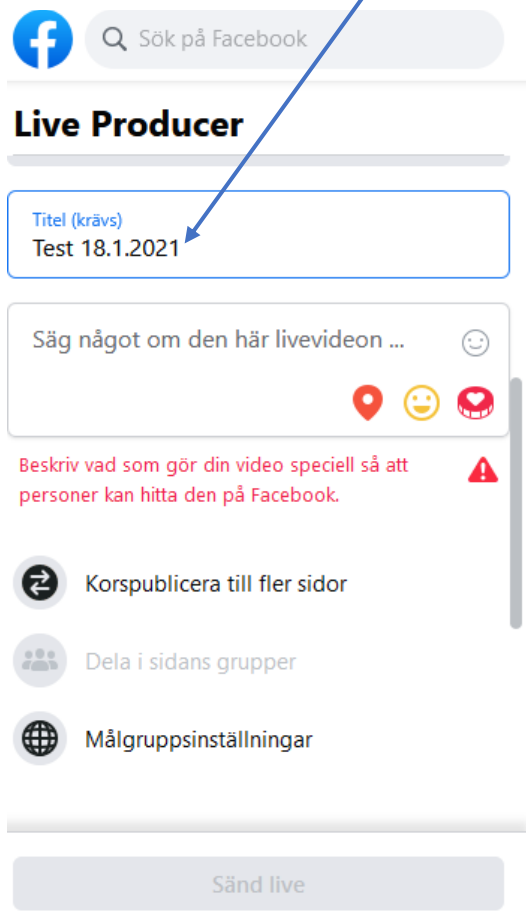 Sök på Facebook
Live Producer
Titel (krävs)
Test 18.1.2021
Säg något om den här livevideon ...
Beskriv vad som gör din video speciell så att
personer kan hitta den på Facebook.
Korspublicera till fler sidor
Dela i sidans grupper
Målgruppsinställningar
Sänd live